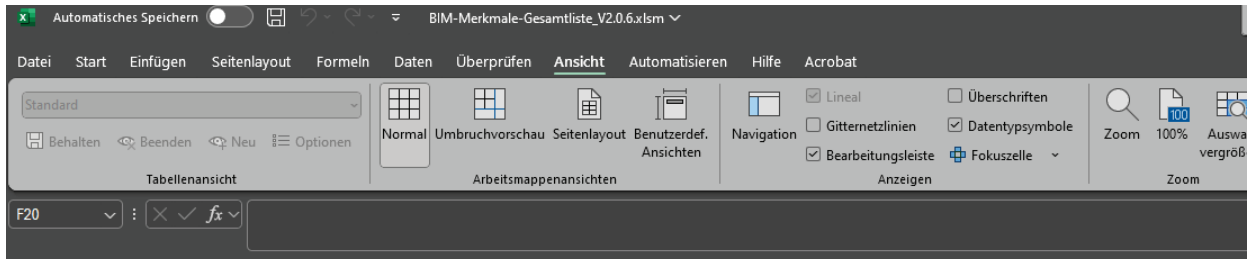 Automatisches Speichern BIM-Merkmale-Gesamtliste_V2.0.6.xlsm
Datei Start Einfügen Seitenlayout Formeln Daten Überprüfen Ansicht Automatisieren Hilfe Acrobat
Standard
Behalten Beenden Neu Optionen
Tabellenansicht
Normal Umbruchvorschau Seitenlayout Benutzerdef.
Ansichten
Arbeitsmappenansichten
Navigation
Lineal
Gitternetzlinien
Bearbeitungsleiste
Überschriften
Datentypsymbole
Fokuszelle
Anzeigen
Zoom
100
100%
Auswa
vergröß
Zoom
F20 fx